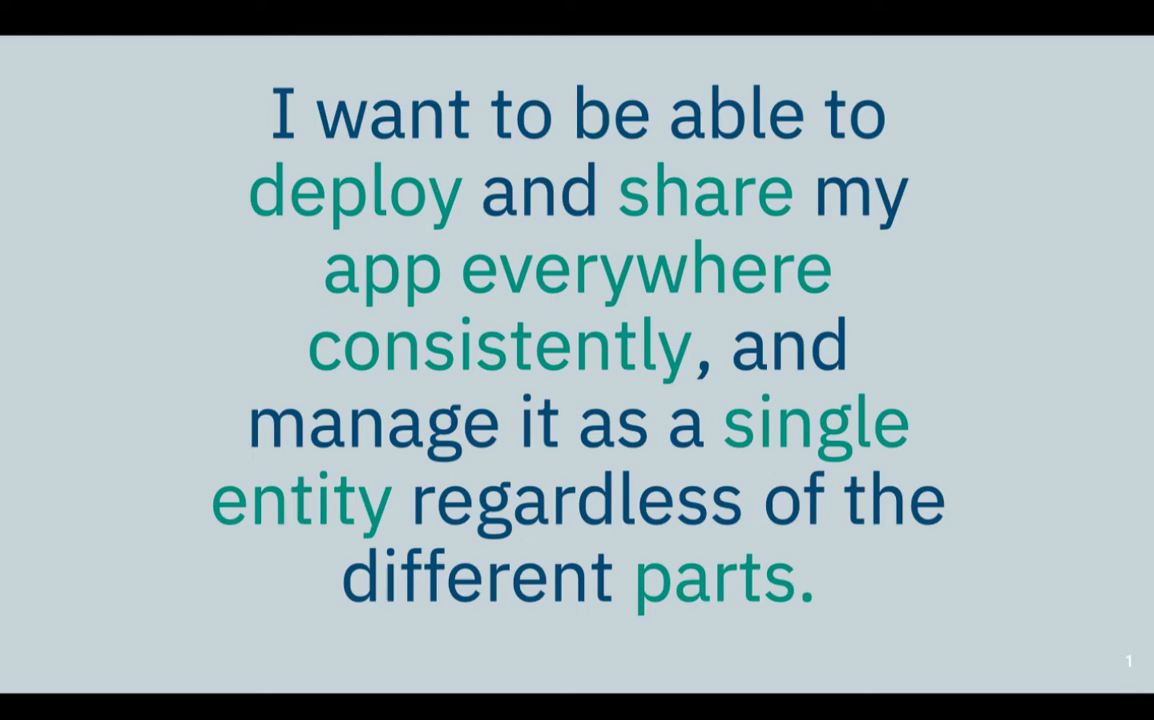 I want to be able to
deploy and share my
app everywhere
consistently, and
manage it as a single
entity regardless of the
different parts.
1